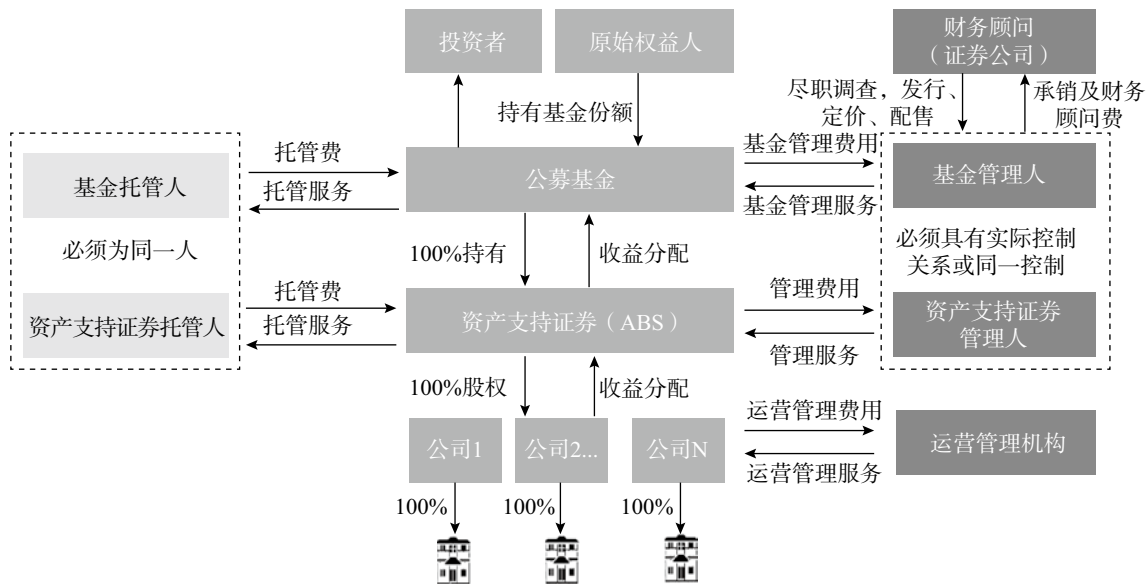 投资者
原始权益人
财务顾问
（证券公司）
持有基金份额
尽职调查，发行、
定价、配售
承销及财务
顾问费
基金托管人
必须为同一人
资产支持证券托管人
托管费
托管服务
公募基金
基金管理费用
基金管理服务
基金管理人
必须具有实际控制
关系或同一控制
资产支持证券
管理人
100%持有
收益分配
托管费
托管服务
资产支持证券（ABS）
管理费用
管理服务
100%股权
收益分配
公司1
公司2...
公司N
运营管理费用
运营管理服务
运营管理机构
100%
100%
100%